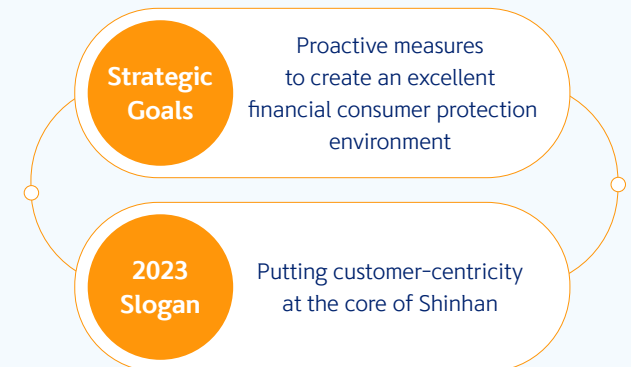 Strategic
Goals
Proactive measures
to create an excellent
financial consumer protection
environment
2023
Slogan
Putting customer-centricity
at the core of Shinhan